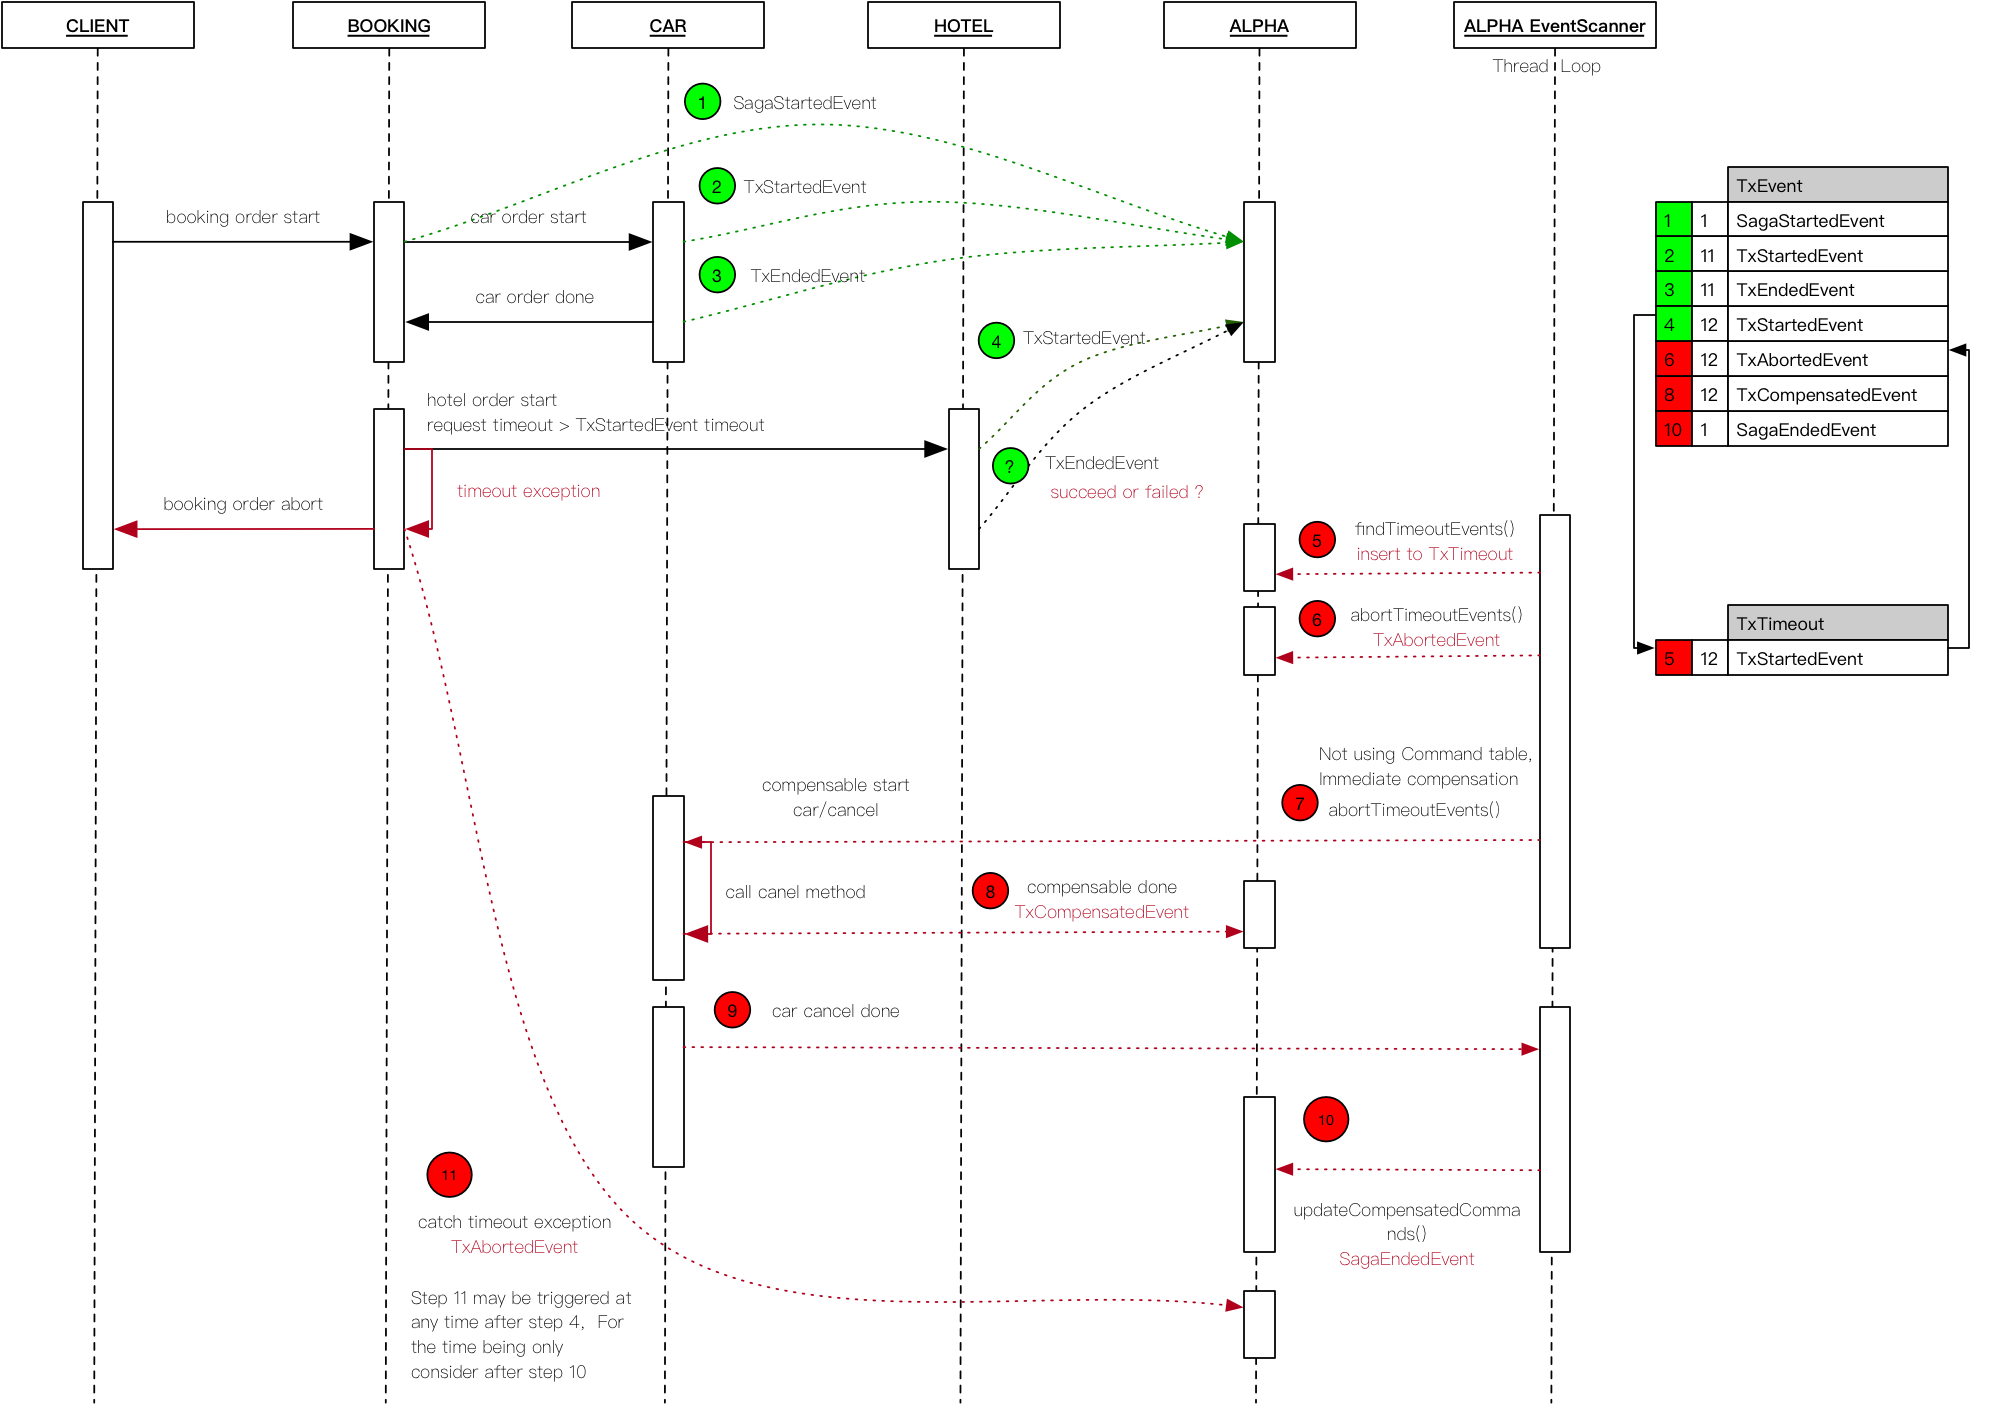 CLIENT
BOOKING
CAR
HOTEL
ALPHA
ALPHA EventScanner
Thread Loop
1
SagaStartedEvent
2
TxStartedEvent
booking order start
car order start
3
TxEndedEvent
car order done
4
TxStartedEvent
hotel order start
request timeout > TxStartedEvent timeout
?
TxEndedEvent
succeed or failed ?
timeout exception
booking order abort
5
findTimeoutEvents()
insert to TxTimeout
6
abortTimeoutEvents()
TxAbortedEvent
Not using Command table,
Immediate compensation
7
abortTimeoutEvents()
compensable start
car/cancel
call canel method
8
compensable done
TxCompensatedEvent
9
car cancel done
10
updateCompensatedComma
nds()
SagaEndedEvent
11
catch timeout exception
TxAbortedEvent
Step 11 may be triggered at
any time after step 4, For
the time being only
consider after step 10
TxEvent
1 1 SagaStartedEvent
2 11 TxStartedEvent
3 11 TxEndedEvent
4 12 TxStartedEvent
6 12 TxAbortedEvent
8 12 TxCompensatedEvent
10 1 SagaEndedEvent
TxTimeout
5 12 TxStartedEvent